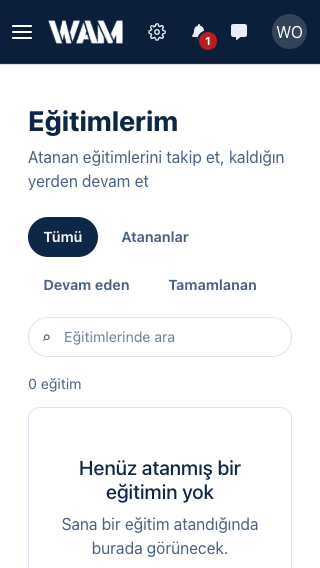 WAM
1
WO
Eğitimlerim
Atanan eğitimlerini takip et, kaldığın
yerden devam et
Tümü
Atananlar
Devam eden
Tamamlanan
Eğitimlerinde ara
0 eğitim
Henüz atanmış bir
eğitimin yok
Sana bir eğitim atandığında
burada görünecek.